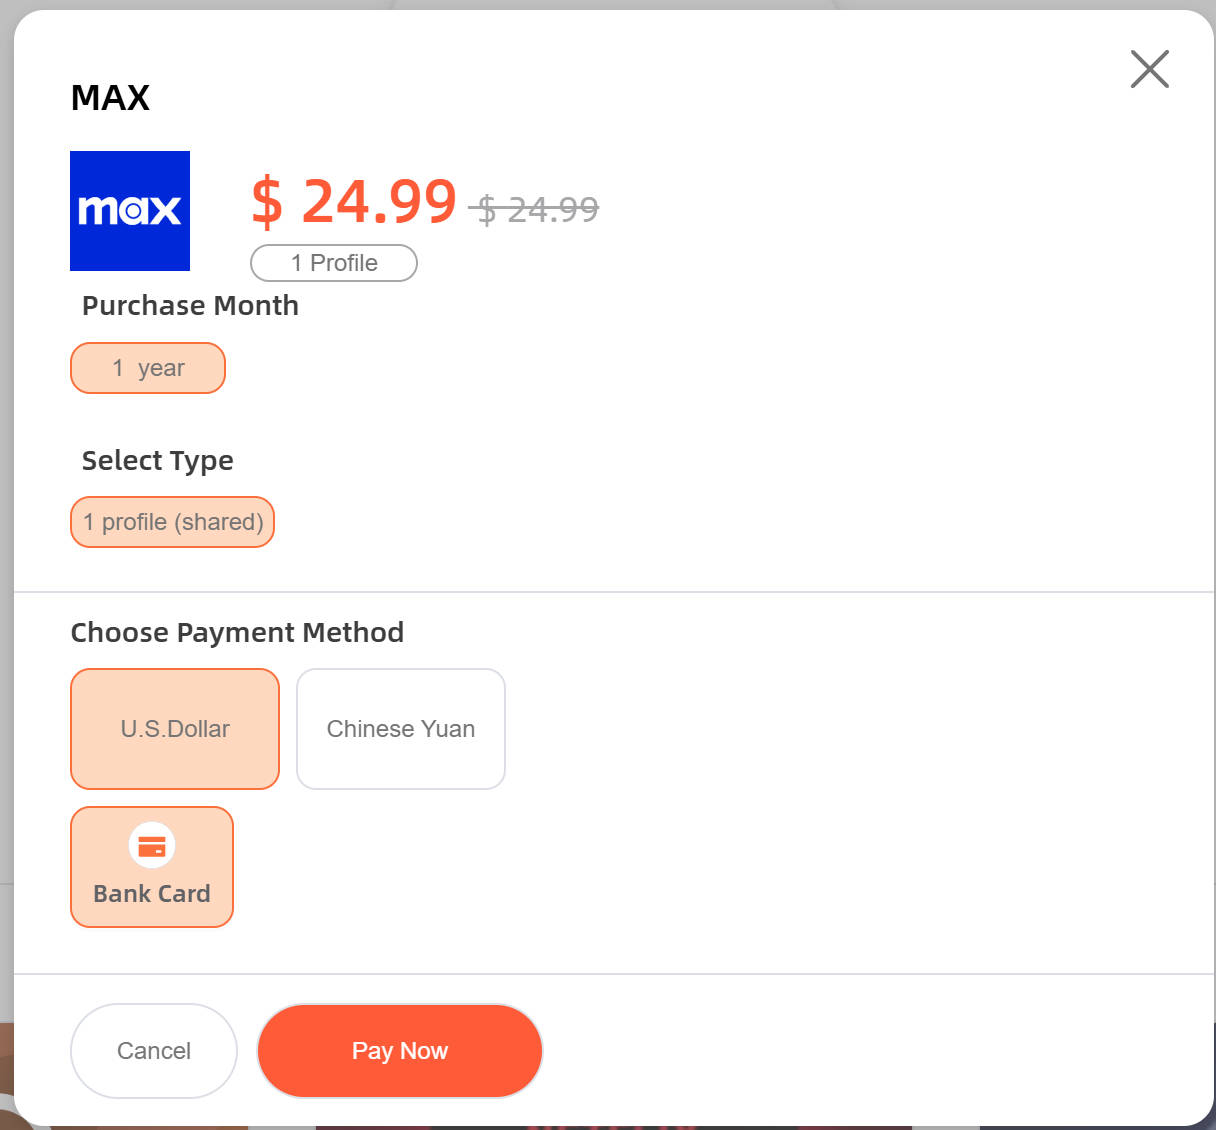 MAX
max
$ 24.99 $ 24.99
1 Profile
Purchase Month
1 year
Select Type
1 profile (shared)
Choose Payment Method
U.S.Dollar Chinese Yuan
Bank Card
Cancel Pay Now